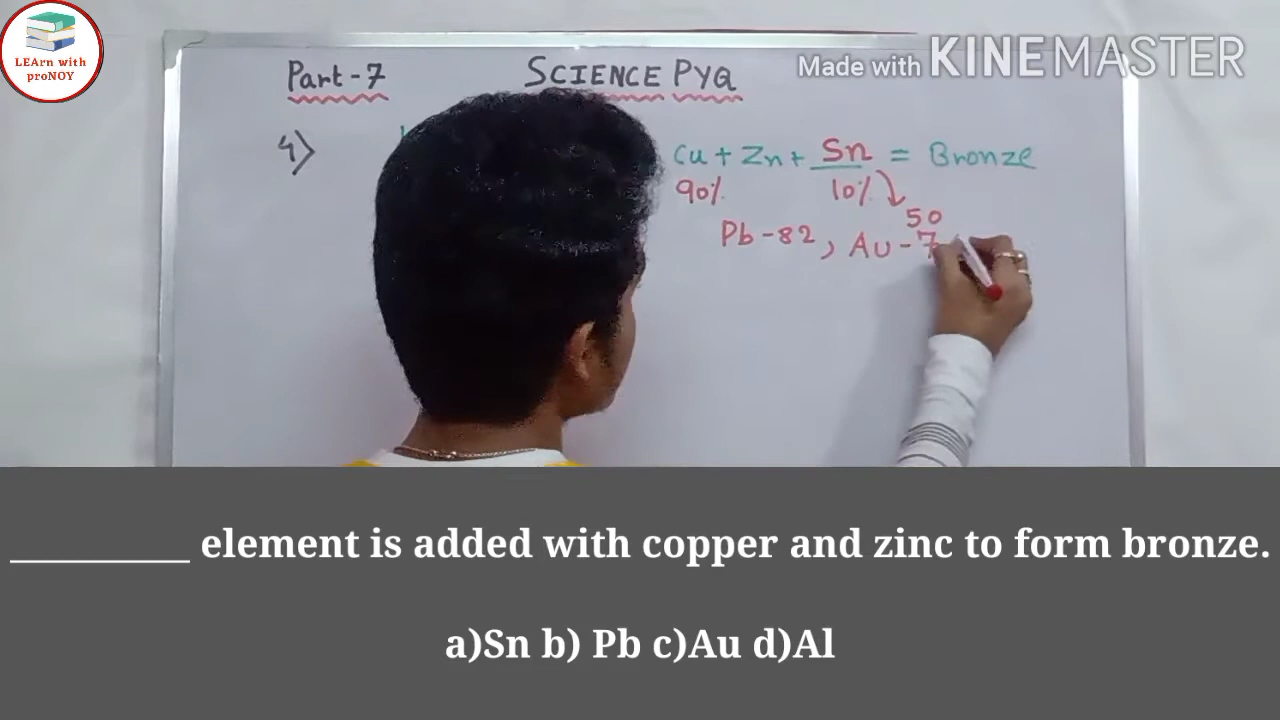 LEArn with
proNOY
Made with KINEMASTER
Part-7 SCIENCE PYQ
4) Cu + Zn + Sn = Bronze
90% 10%
50
Pb-82, Au-7
__________ element is added with copper and zinc to form bronze.
a)Sn b) Pb c)Au d)Al